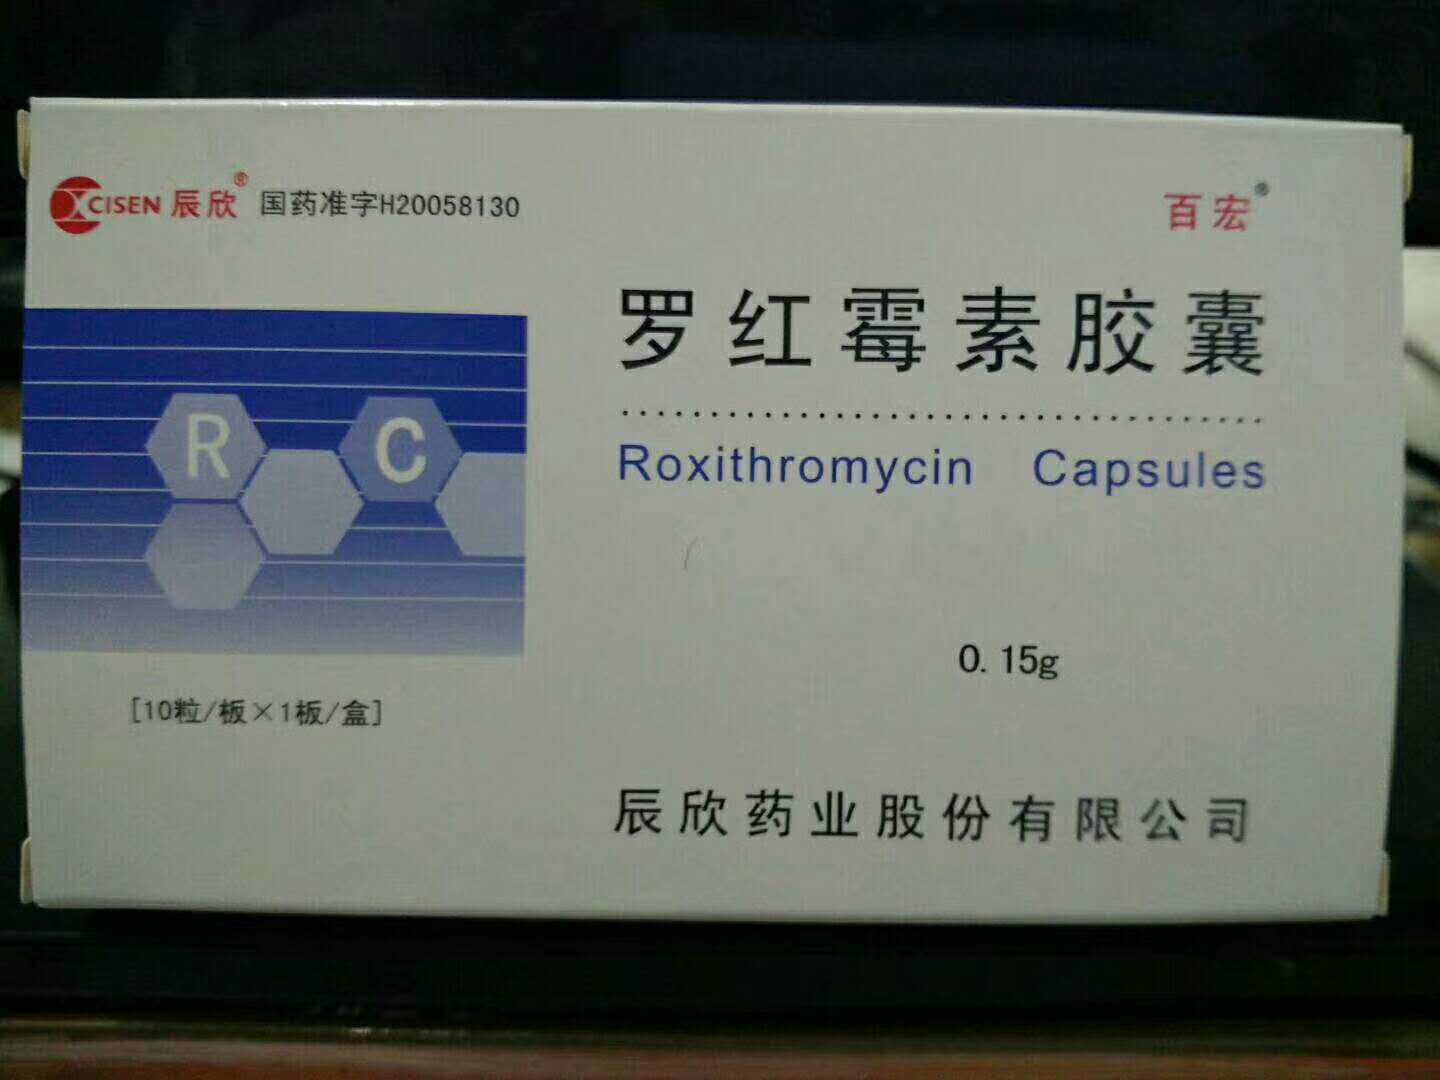 CISEN 辰欣® 国药准字H20058130
百宏®
罗红霉素胶囊
Roxithromycin Capsules
R C
0.15g
[10粒/板×1板/盒]
辰欣药业股份有限公司